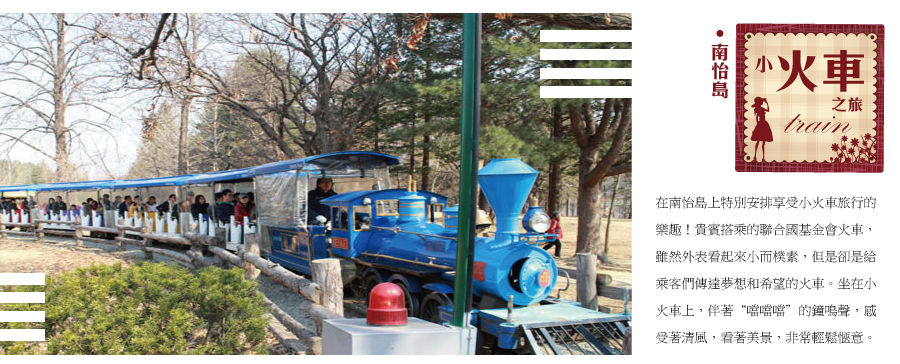 南怡島
小火車
之旅
train
在南怡島上特別安排享受小火車旅行的
樂趣！貴賓搭乘的聯合國基金會火車，
雖然外表看起來小而樸素，但是卻是給
乘客們傳達夢想和希望的火車。坐在小
火車上，伴著“噹噹噹”的鐘鳴聲，感
受著清風，看著美景，非常輕鬆愜意。